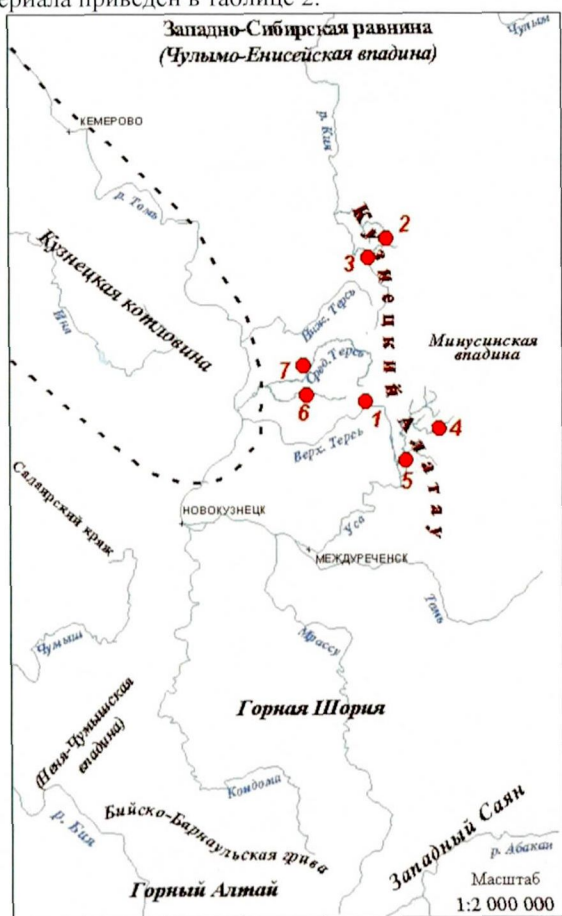 ериала приведен в таблице 2.
Западно-Сибирская равнина
(Чулымо-Енисейская впадина)
Чулым
КЕМЕРОВО
р. Кия
р. Томь
Кузнецкая котловина
Иня
2
3
Кузнецкий Алатау
Ниж. Терсь
Минусинская
впадина
7
Сред. Терсь
6
1
4
Верх. Терсь
5
Салаирский кряж
НОВОКУЗНЕЦК
Уса
МЕЖДУРЕЧЕНСК
Томь
Чумыш
Мрассу
(Неня-Чумышская
впадина)
Горная Шория
Кондома
Бийско-Барнаульская грива
р. Бия
Западный Саян
р. Абакан
Горный Алтай
Масштаб
1:2 000 000